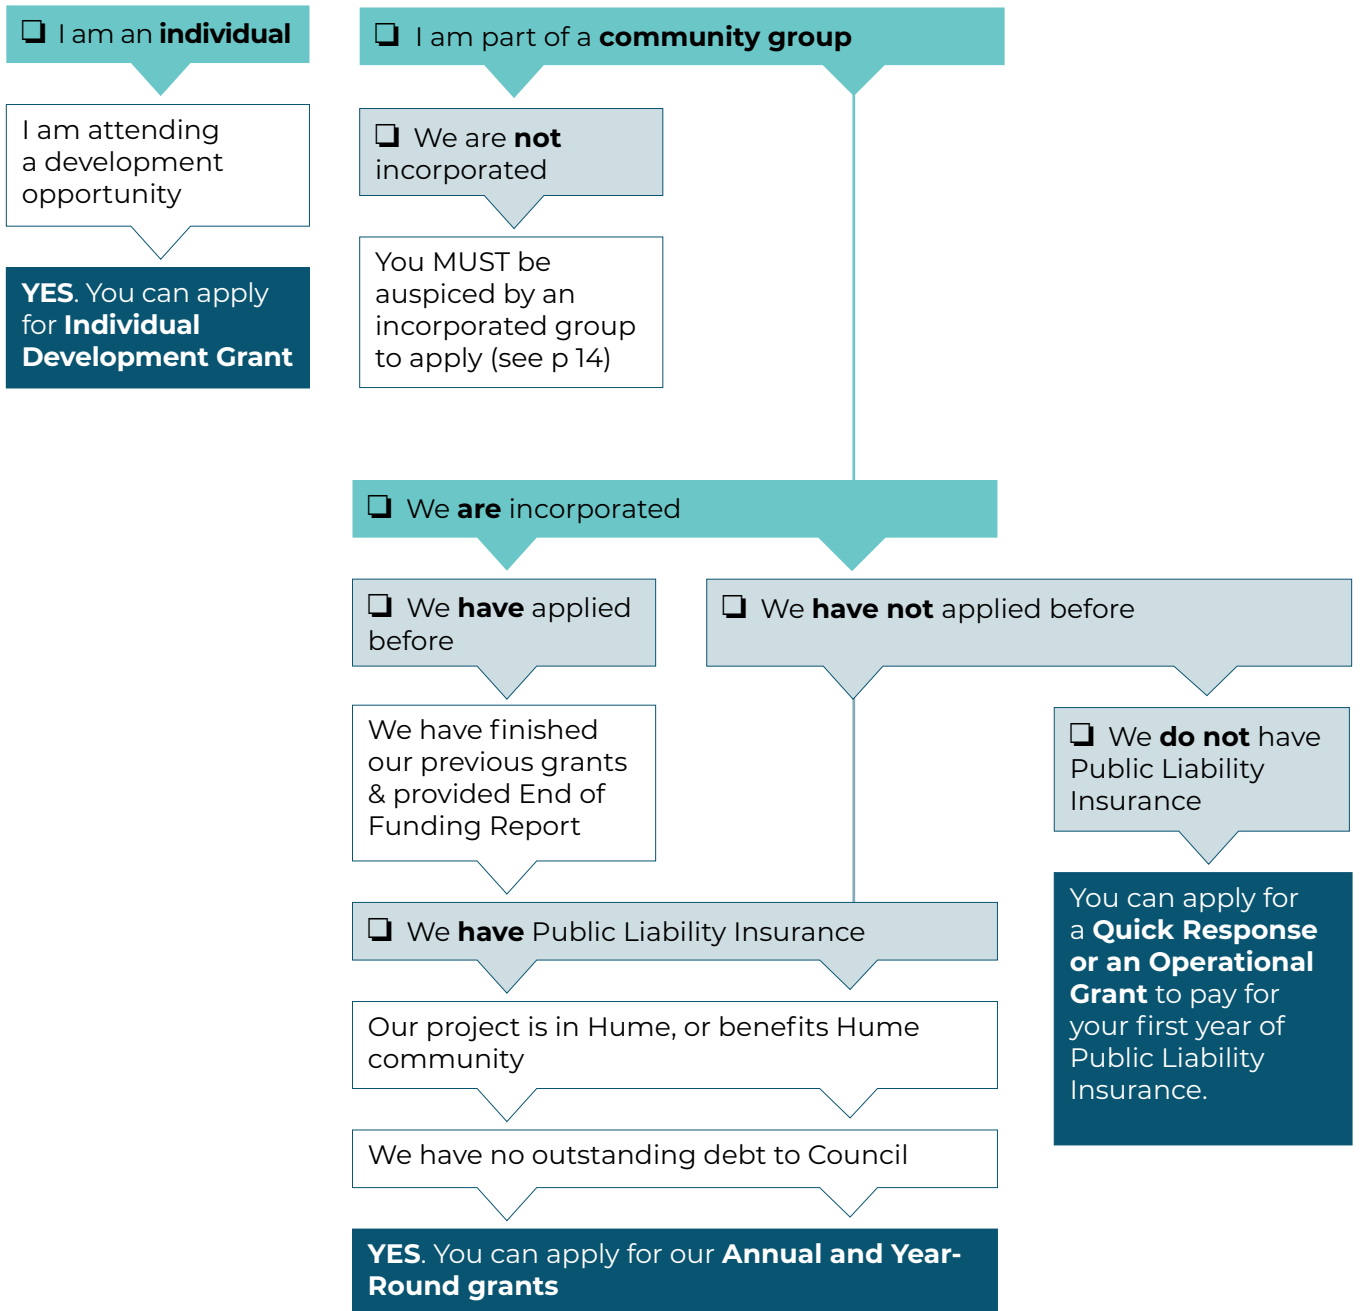 ❏ I am an individual
I am attending
a development
opportunity
YES. You can apply
for Individual
Development Grant
❏ I am part of a community group
❏ We are not
incorporated
You MUST be
auspiced by an
incorporated group
to apply (see p 14)
❏ We are incorporated
❏ We have applied
before
We have finished
our previous grants
& provided End of
Funding Report
❏ We have not applied before
❏ We do not have
Public Liability
Insurance
You can apply for
a Quick Response
or an Operational
Grant to pay for
your first year of
Public Liability
Insurance.
❏ We have Public Liability Insurance
Our project is in Hume, or benefits Hume
community
We have no outstanding debt to Council
YES. You can apply for our Annual and Year-
Round grants